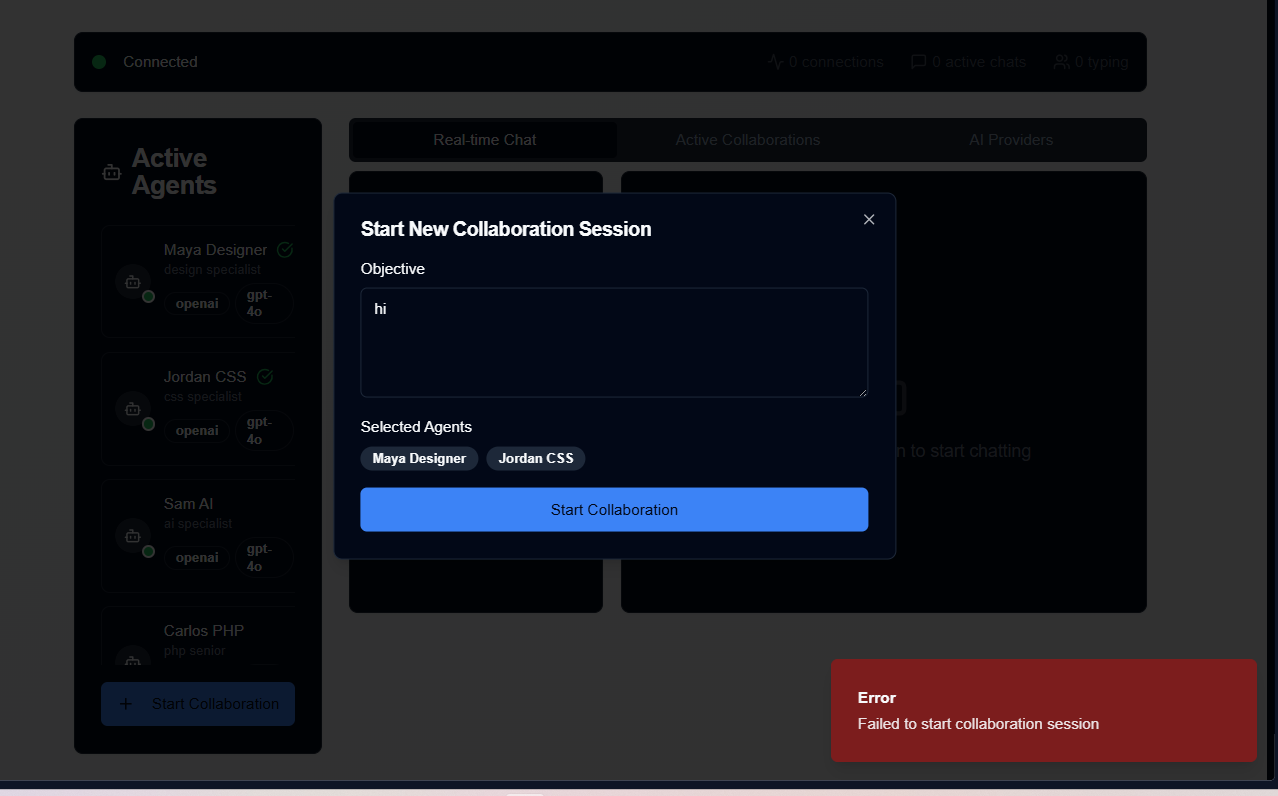 Connected
0 connections
0 active chats
0 typing
Active
Agents
Maya Designer
design specialist
openai
gpt-
4o
Jordan CSS
css specialist
openai
gpt-
4o
Sam AI
ai specialist
openai
gpt-
4o
Carlos PHP
php senior
Start Collaboration
Real-time Chat
Active Collaborations
AI Providers
Start New Collaboration Session
Objective
hi
Selected Agents
Maya Designer
Jordan CSS
Start Collaboration
to start chatting
Error
Failed to start collaboration session